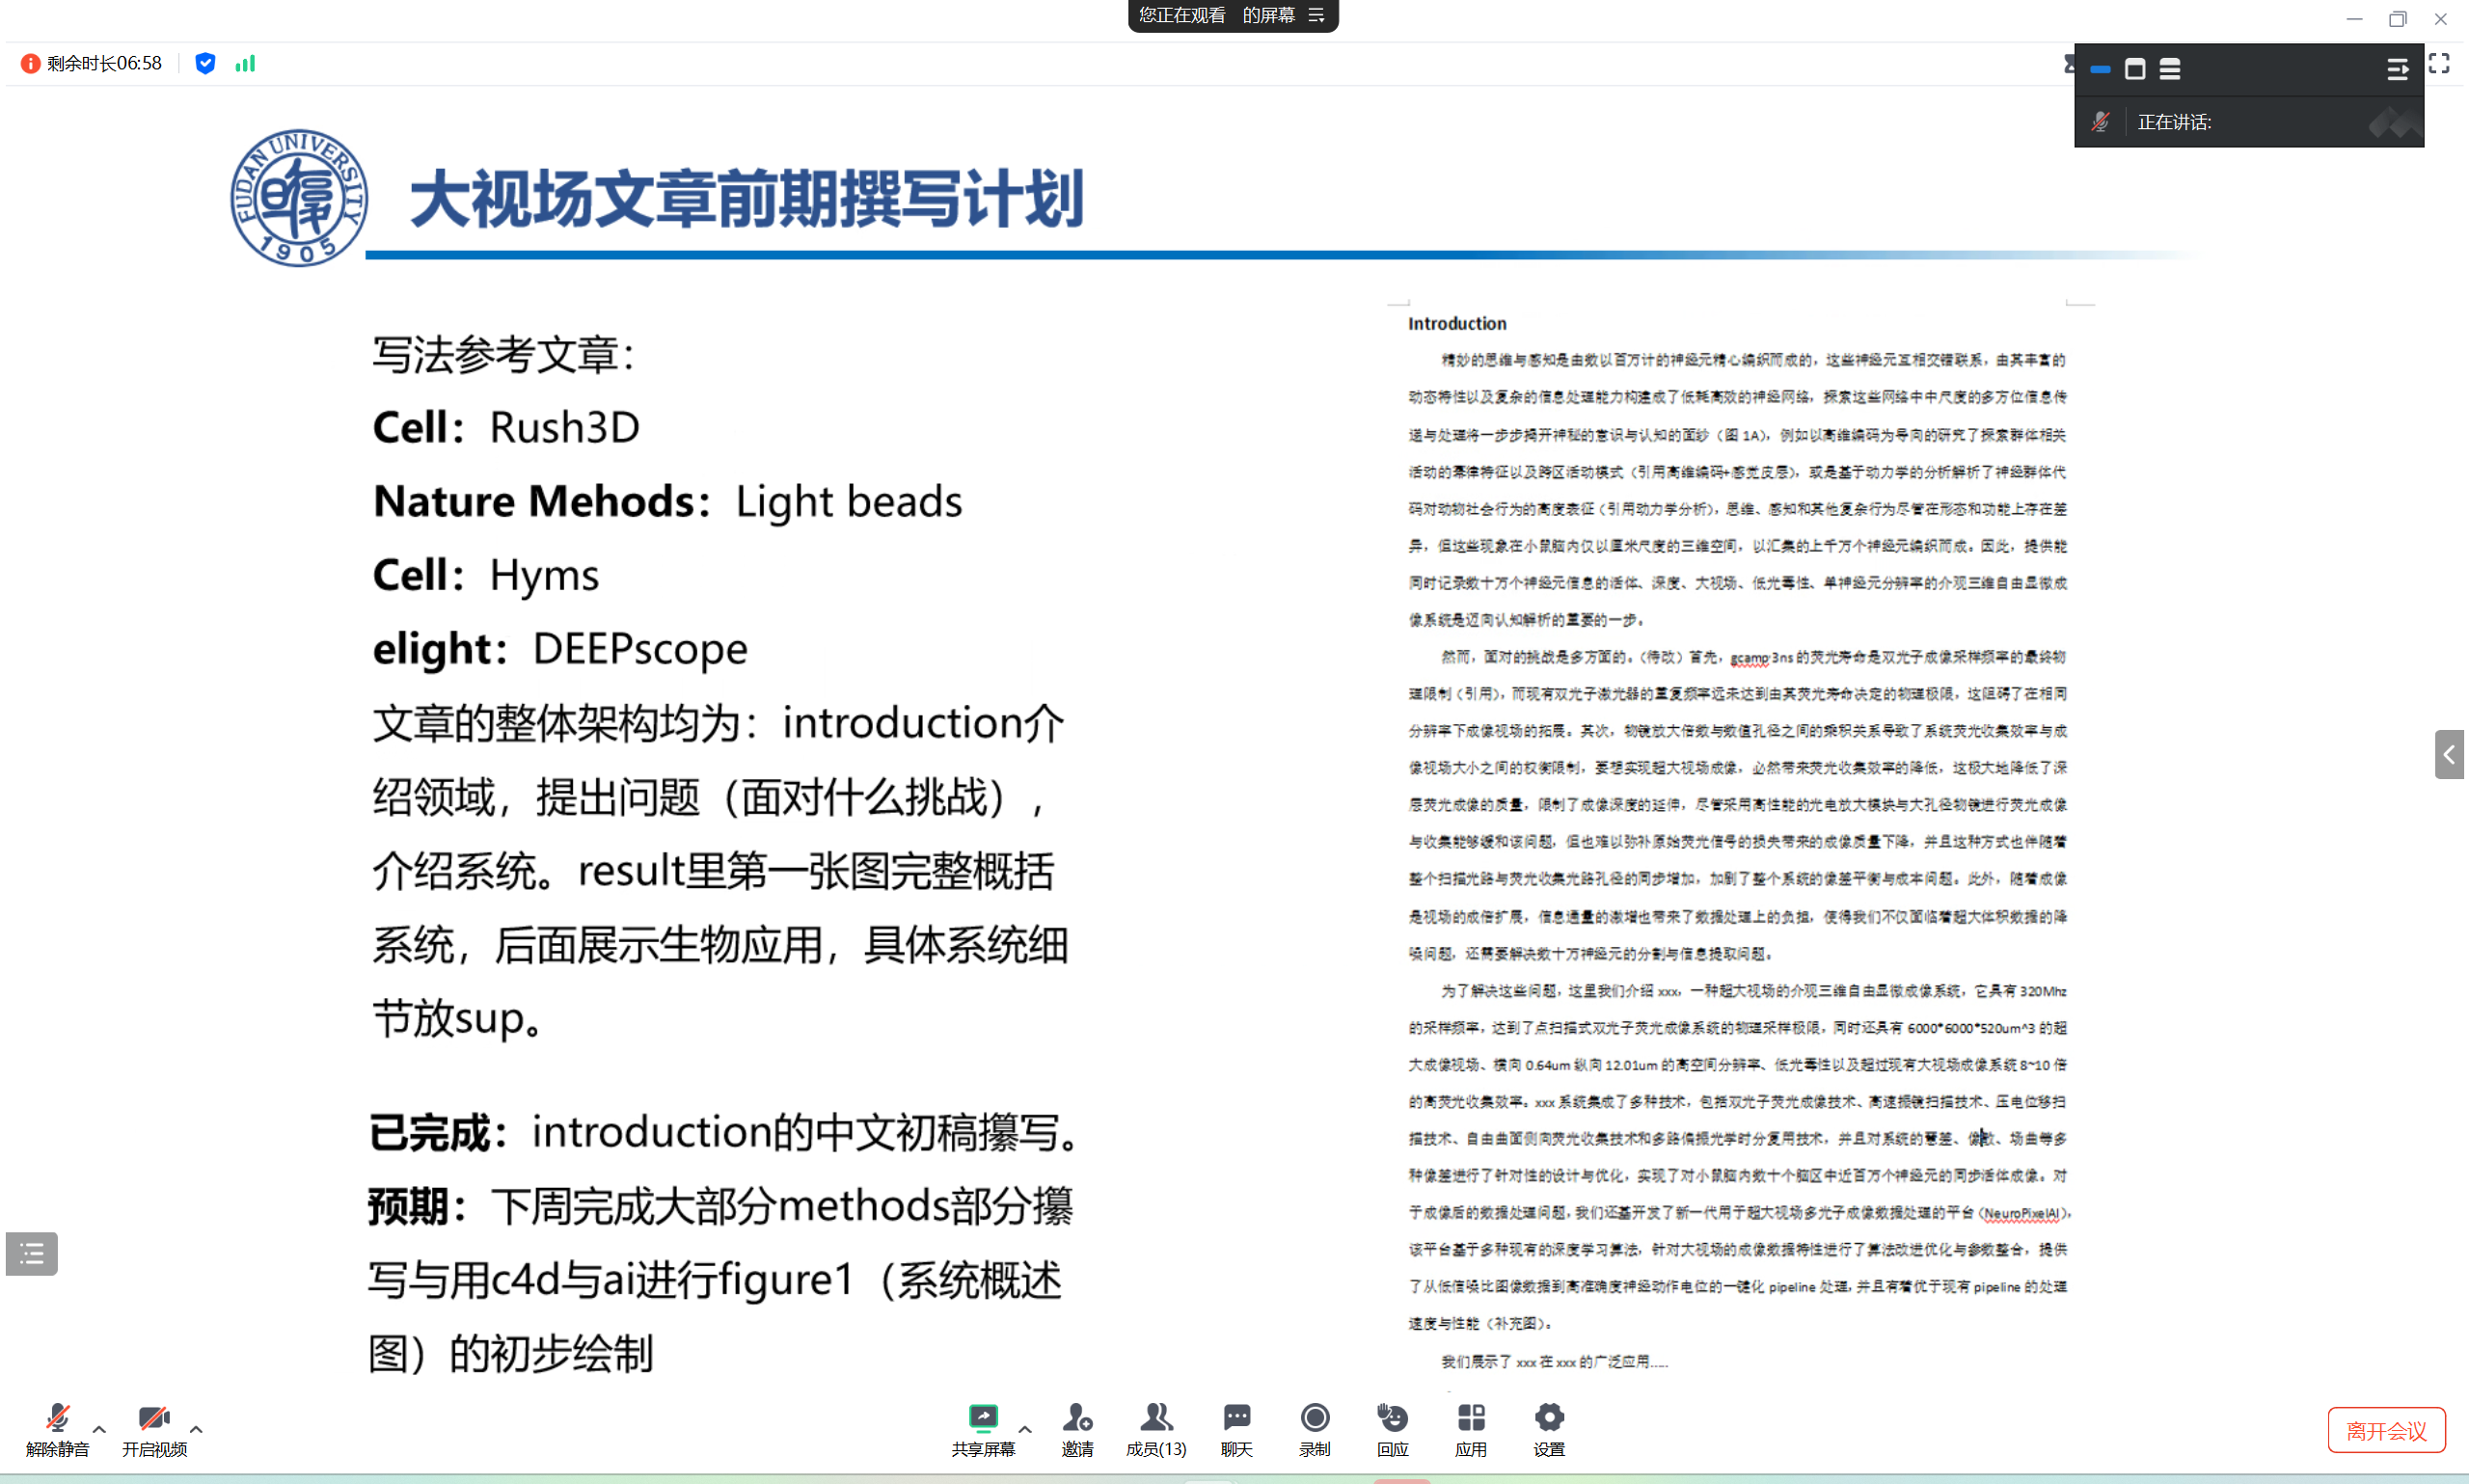 您正在观看 的屏幕
剩余时长06:58
正在讲话:
FUDAN UNIVERSITY
1905
大视场文章前期撰写计划
写法参考文章：
Cell：Rush3D
Nature Mehods：Light beads
Cell：Hyms
elight：DEEPscope
文章的整体架构均为：introduction介
绍领域，提出问题（面对什么挑战），
介绍系统。result里第一张图完整概括
系统，后面展示生物应用，具体系统细
节放sup。
已完成：introduction的中文初稿攥写。
预期：下周完成大部分methods部分攥
写与用c4d与ai进行figure1（系统概述
图）的初步绘制
Introduction
精妙的思维与感知是由数以百万计的神经元精心编织而成的，这些神经元互相交错联系，由其丰富的
动态特性以及复杂的信息处理能力构建成了低耗高效的神经网络，探索这些网络中中尺度的多方位信息传
递与处理将一步步揭开神秘的意识与认知的面纱（图 1A），例如以高维编码为导向的研究了探索群体相关
活动的幂律特征以及跨区活动模式（引用高维编码+感觉皮层），或是基于动力学的分析解析了神经群体代
码对动物社会行为的高度表征（引用动力学分析），思维、感知和其他复杂行为尽管在形态和功能上存在差
异，但这些现象在小鼠脑内仅以厘米尺度的三维空间，以汇集的上千万个神经元编织而成。因此，提供能
同时记录数十万个神经元信息的活体、深度、大视场、低光毒性、单神经元分辨率的介观三维自由显微成
像系统是迈向认知解析的重要的一步。
然而，面对的挑战是多方面的。（待改）首先，gcamp 3ns 的荧光寿命是双光子成像采样频率的最终物
理限制（引用），而现有双光子激光器的重复频率远未达到由其荧光寿命决定的物理极限，这阻碍了在相同
分辨率下成像视场的拓展。其次，物镜放大倍数与数值孔径之间的乘积关系导致了系统荧光收集效率与成
像视场大小之间的权衡限制，要想实现超大视场成像，必然带来荧光收集效率的降低，这极大地降低了深
层荧光成像的质量，限制了成像深度的延伸，尽管采用高性能的光电放大模块与大孔径物镜进行荧光成像
与收集能够缓和该问题，但也难以弥补原始荧光信号的损失带来的成像质量下降，并且这种方式也伴随着
整个扫描光路与荧光收集光路孔径的同步增加，加剧了整个系统的像差平衡与成本问题。此外，随着成像
是视场的成倍扩展，信息通量的激增也带来了数据处理上的负担，使得我们不仅面临着超大体积数据的降
噪问题，还需要解决数十万神经元的分割与信息提取问题。
为了解决这些问题，这里我们介绍 xxx，一种超大视场的介观三维自由显微成像系统，它具有 320Mhz
的采样频率，达到了点扫描式双光子荧光成像系统的物理采样极限，同时还具有 6000*6000*520um^3 的超
大成像视场、横向 0.64um 纵向 12.01um 的高空间分辨率、低光毒性以及超过现有大视场成像系统 8~10 倍
的高荧光收集效率。xxx 系统集成了多种技术，包括双光子荧光成像技术、高速振镜扫描技术、压电位移扫
描技术、自由曲面侧向荧光收集技术和多路偏振光学时分复用技术，并且对系统的慧差、像散、场曲等多
种像差进行了针对性的设计与优化，实现了对小鼠脑内数十个脑区中近百万个神经元的同步活体成像。对
于成像后的数据处理问题，我们还基开发了新一代用于超大视场多光子成像数据处理的平台（NeuroPixelAI），
该平台基于多种现有的深度学习算法，针对大视场的成像数据特性进行了算法改进优化与参数整合，提供
了从低信噪比图像数据到高准确度神经动作电位的一键化 pipeline 处理，并且有着优于现有 pipeline 的处理
速度与性能（补充图）。
我们展示了 xxx 在 xxx 的广泛应用.....
解除静音
开启视频
共享屏幕
邀请
成员(13)
聊天
录制
回应
应用
设置
离开会议